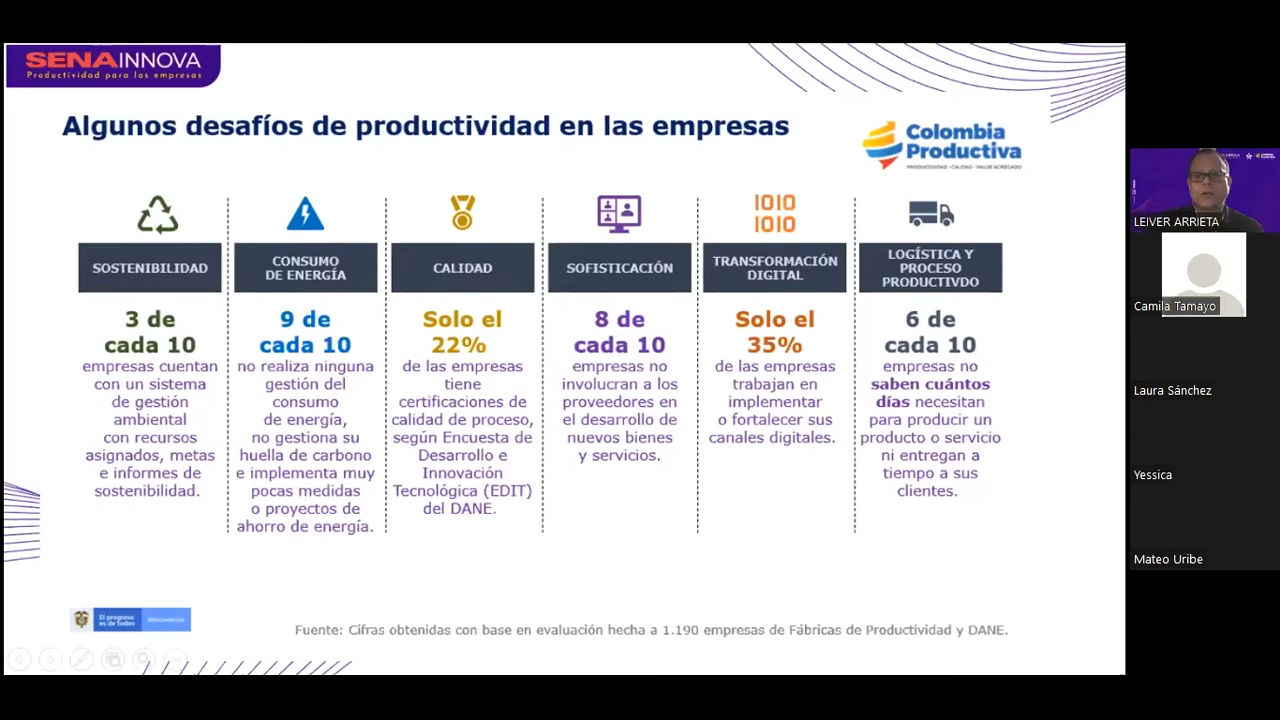 SENAINNOVA
Productividad para las empresas
Algunos desafíos de productividad en las empresas
Colombia
Productiva
PRODUCTIVIDAD - CALIDAD - VALOR AGREGADO
SOSTENIBILIDAD
3 de
cada 10
empresas cuentan
con un sistema
de gestión
ambiental
con recursos
asignados, metas
e informes de
sostenibilidad.
CONSUMO
DE ENERGÍA
9 de
cada 10
no realiza ninguna
gestión del
consumo
de energía,
no gestiona su
huella de carbono
e implementa muy
pocas medidas
o proyectos de
ahorro de energía.
CALIDAD
Solo el
22%
de las empresas
tiene
certificaciones de
calidad de proceso,
según Encuesta de
Desarrollo e
Innovación
Tecnológica (EDIT)
del DANE.
SOFISTICACIÓN
8 de
cada 10
empresas no
involucran a los
proveedores en
el desarrollo de
nuevos bienes
y servicios.
1010
1010
TRANSFORMACIÓN
DIGITAL
Solo el
35%
de las empresas
trabajan en
implementar
o fortalecer sus
canales digitales.
LOGÍSTICA Y
PROCESO
PRODUCTIVDO
6 de
cada 10
empresas no
saben cuántos
días necesitan
para producir un
producto o servicio
ni entregan a
tiempo a sus
clientes.
El progreso
es de todos
Mincomercio
Fuente: Cifras obtenidas con base en evaluación hecha a 1.190 empresas de Fábricas de Productividad y DANE.
LEIVER ARRIETA
Camila Tamayo
Laura Sánchez
Yessica
Mateo Uribe